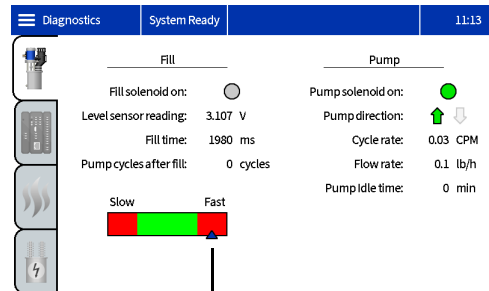 Diagnostics System Ready 11:13
Fill
Fill solenoid on:
Level sensor reading: 3.107 V
Fill time: 1980 ms
Pump cycles after fill: 0 cycles
Slow Fast
Pump
Pump solenoid on:
Pump direction:
Cycle rate: 0.03 CPM
Flow rate: 0.1 lb/h
Pump Idle time: 0 min